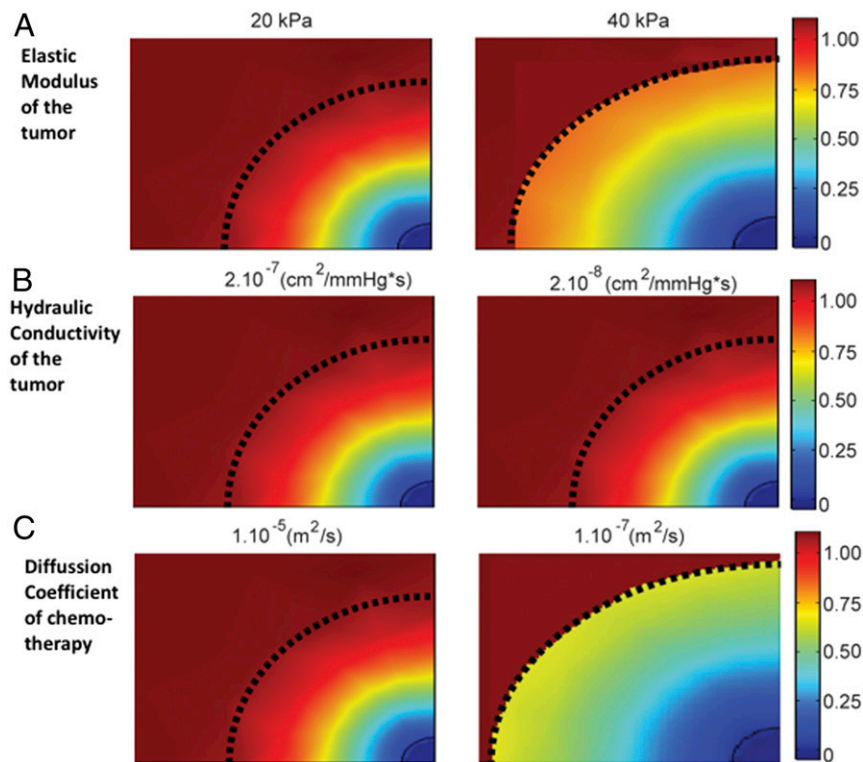 A
Elastic
Modulus
of the
tumor
20 kPa
40 kPa
1.00
0.75
0.50
0.25
0
B
Hydraulic
Conductivity
of the
tumor
2.10-7(cm2/mmHg*s)
2.10-8(cm2/mmHg*s)
1.00
0.75
0.50
0.25
0
C
Diffussion
Coefficient
of chemo-
therapy
1.10-5(m2/s)
1.10-7(m2/s)
1.00
0.75
0.50
0.25
0